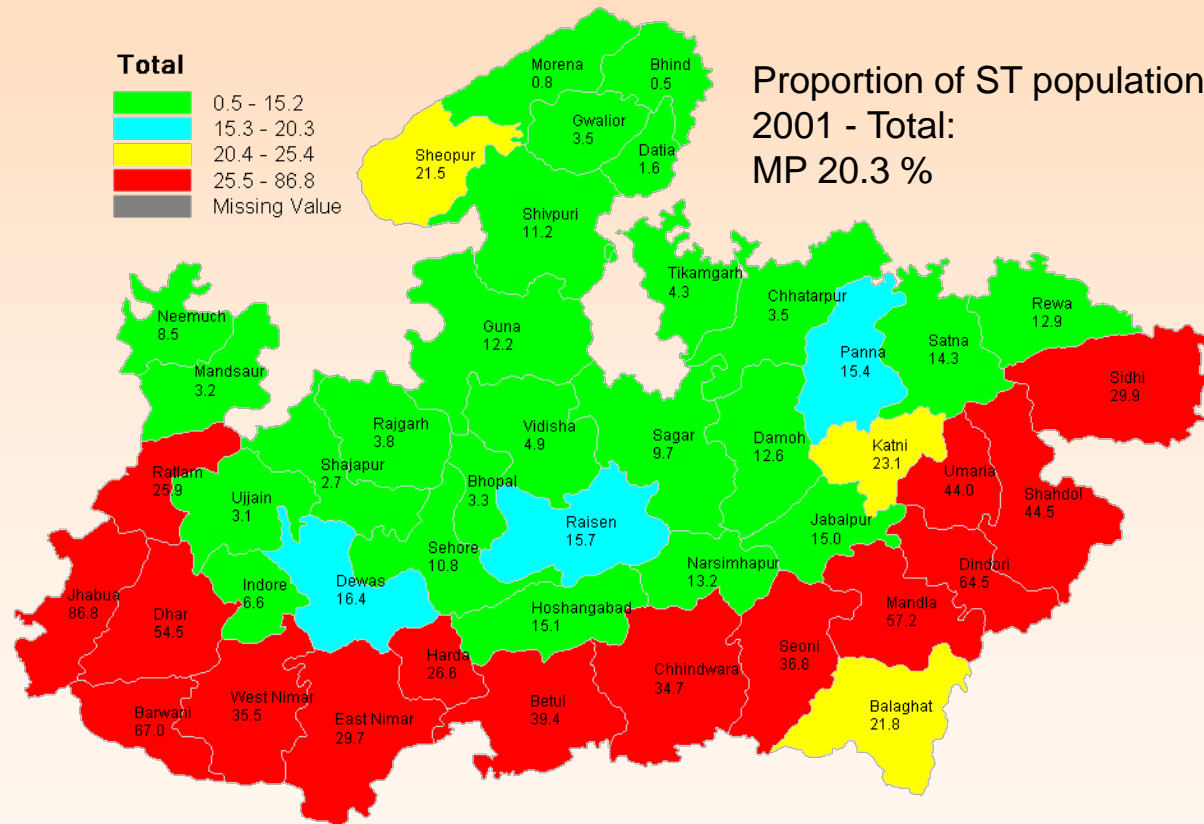 Total
0.5 - 15.2
15.3 - 20.3
20.4 - 25.4
25.5 - 86.8
Missing Value
Proportion of ST population
2001 - Total:
MP 20.3 %
Morena
0.8
Bhind
0.5
Gwalior
3.5
Datia
1.6
Sheopur
21.5
Shivpuri
11.2
Tikamgarh
4.3
Chhatarpur
3.5
Panna
15.4
Satna
14.3
Rewa
12.9
Sidhi
29.9
Neemuch
8.5
Mandsaur
3.2
Guna
12.2
Rajgarh
3.8
Vidisha
4.9
Sagar
9.7
Damoh
12.6
Katni
23.1
Umaria
44.0
Shahdol
44.5
Ratlam
25.9
Ujjain
3.1
Shajapur
2.7
Bhopal
3.3
Raisen
15.7
Jabalpur
15.0
Dindori
64.5
Jhabua
86.8
Dhar
54.5
Indore
6.6
Dewas
16.4
Sehore
10.8
Hoshangabad
15.1
Narsimhapur
13.2
Mandla
57.2
Seoni
36.8
Harda
26.6
Barwani
67.0
West Nimar
35.5
East Nimar
29.7
Betul
39.4
Chhindwara
34.7
Balaghat
21.8